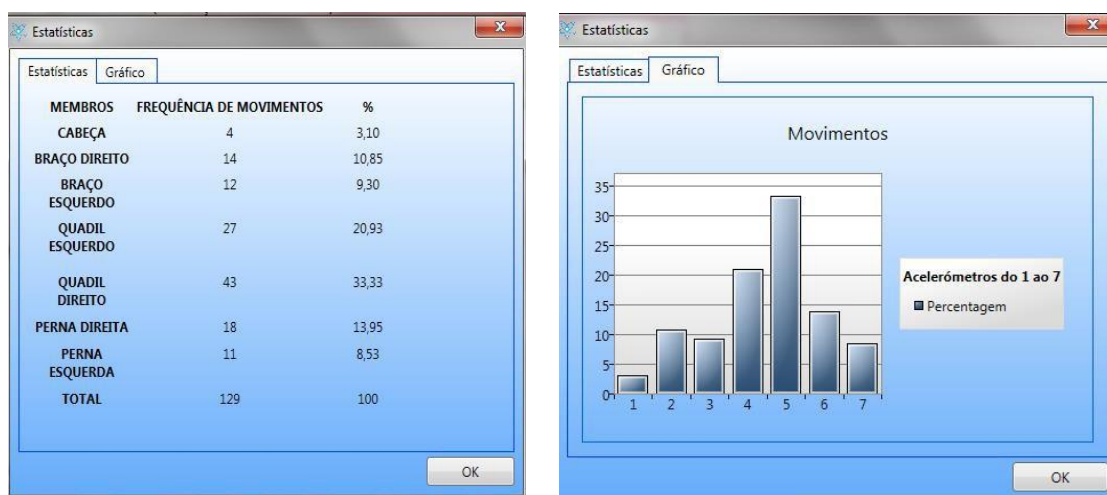 Estatísticas
Estatísticas Gráfico
MEMBROS FREQUÊNCIA DE MOVIMENTOS %
CABEÇA 4 3,10
BRAÇO DIREITO 14 10,85
BRAÇO ESQUERDO 12 9,30
QUADIL ESQUERDO 27 20,93
QUADIL DIREITO 43 33,33
PERNA DIREITA 18 13,95
PERNA ESQUERDA 11 8,53
TOTAL 129 100
OK
Estatísticas
Estatísticas Gráfico
Movimentos
35
30
25
20
15
10
5
0
1 2 3 4 5 6 7
Acelerómetros do 1 ao 7
Percentagem
OK